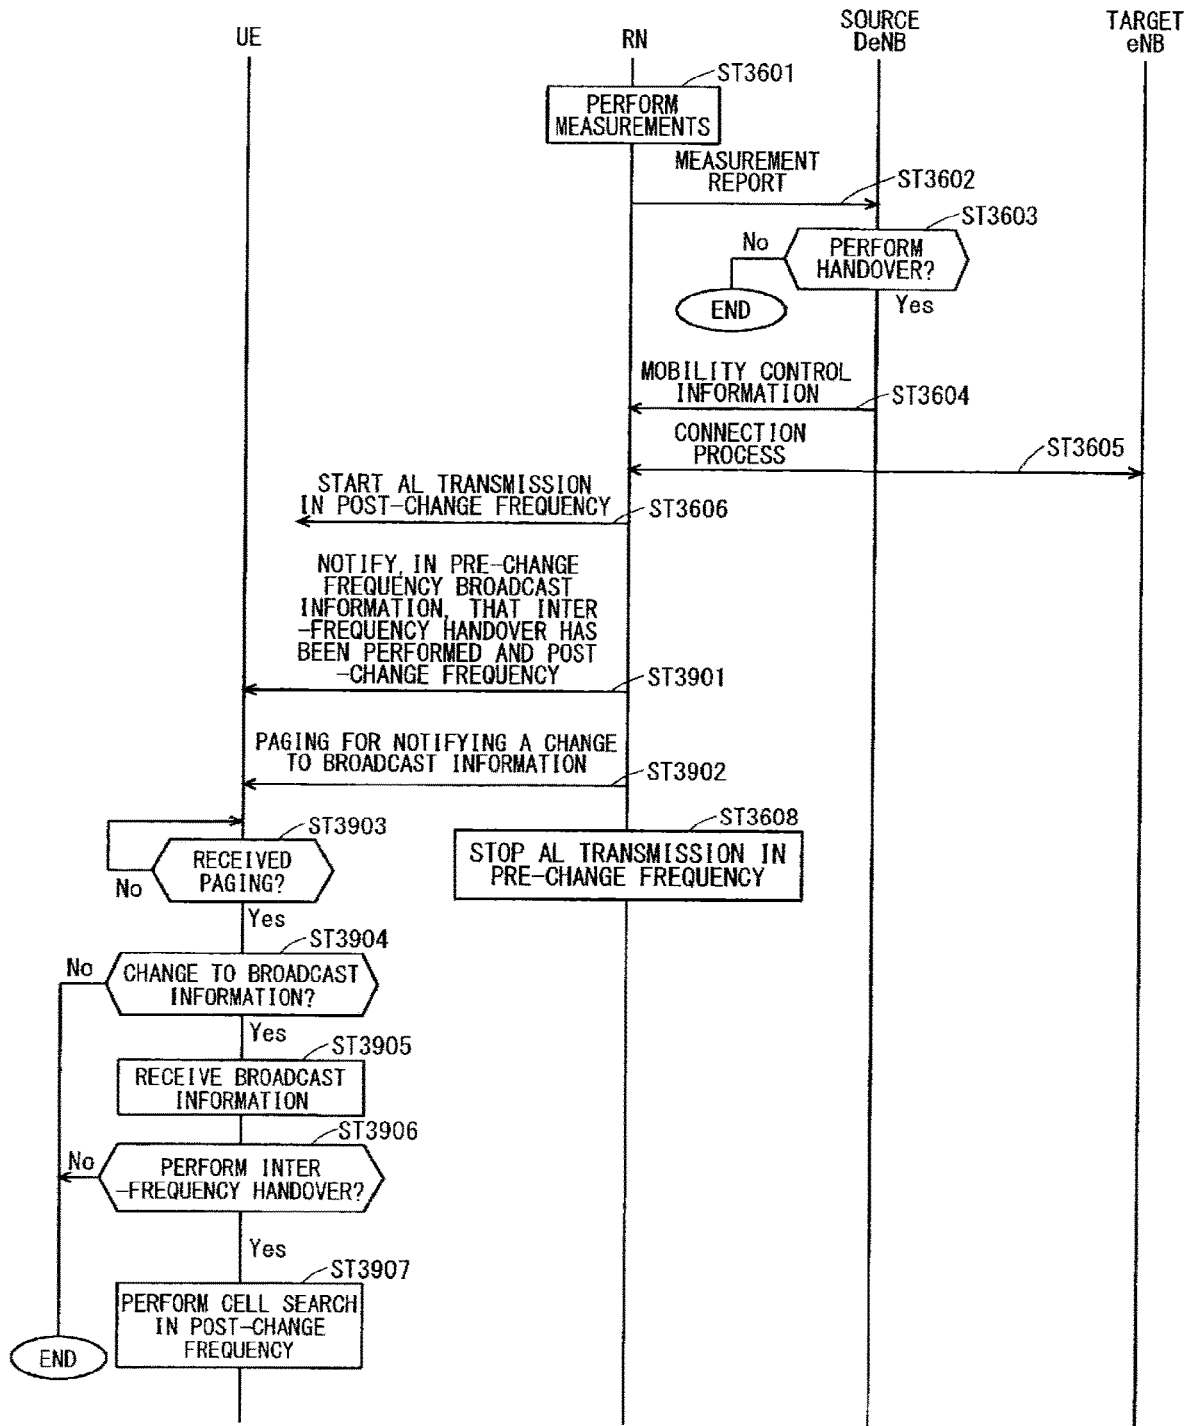 UE
RN
SOURCE
DeNB
TARGET
eNB
ST3601
PERFORM
MEASUREMENTS
MEASUREMENT
REPORT
ST3602
ST3603
No
PERFORM
HANDOVER?
END
Yes
MOBILITY CONTROL
INFORMATION
ST3604
CONNECTION
PROCESS
ST3605
START AL TRANSMISSION
IN POST-CHANGE FREQUENCY
ST3606
NOTIFY, IN PRE-CHANGE
FREQUENCY BROADCAST
INFORMATION, THAT INTER
-FREQUENCY HANDOVER HAS
BEEN PERFORMED AND POST
-CHANGE FREQUENCY
ST3901
PAGING FOR NOTIFYING A CHANGE
TO BROADCAST INFORMATION
ST3902
ST3903
RECEIVED
PAGING?
No
Yes
ST3608
STOP AL TRANSMISSION IN
PRE-CHANGE FREQUENCY
ST3904
No
CHANGE TO BROADCAST
INFORMATION?
Yes
ST3905
RECEIVE BROADCAST
INFORMATION
ST3906
No
PERFORM INTER
-FREQUENCY HANDOVER?
Yes
ST3907
PERFORM CELL SEARCH
IN POST-CHANGE
FREQUENCY
END